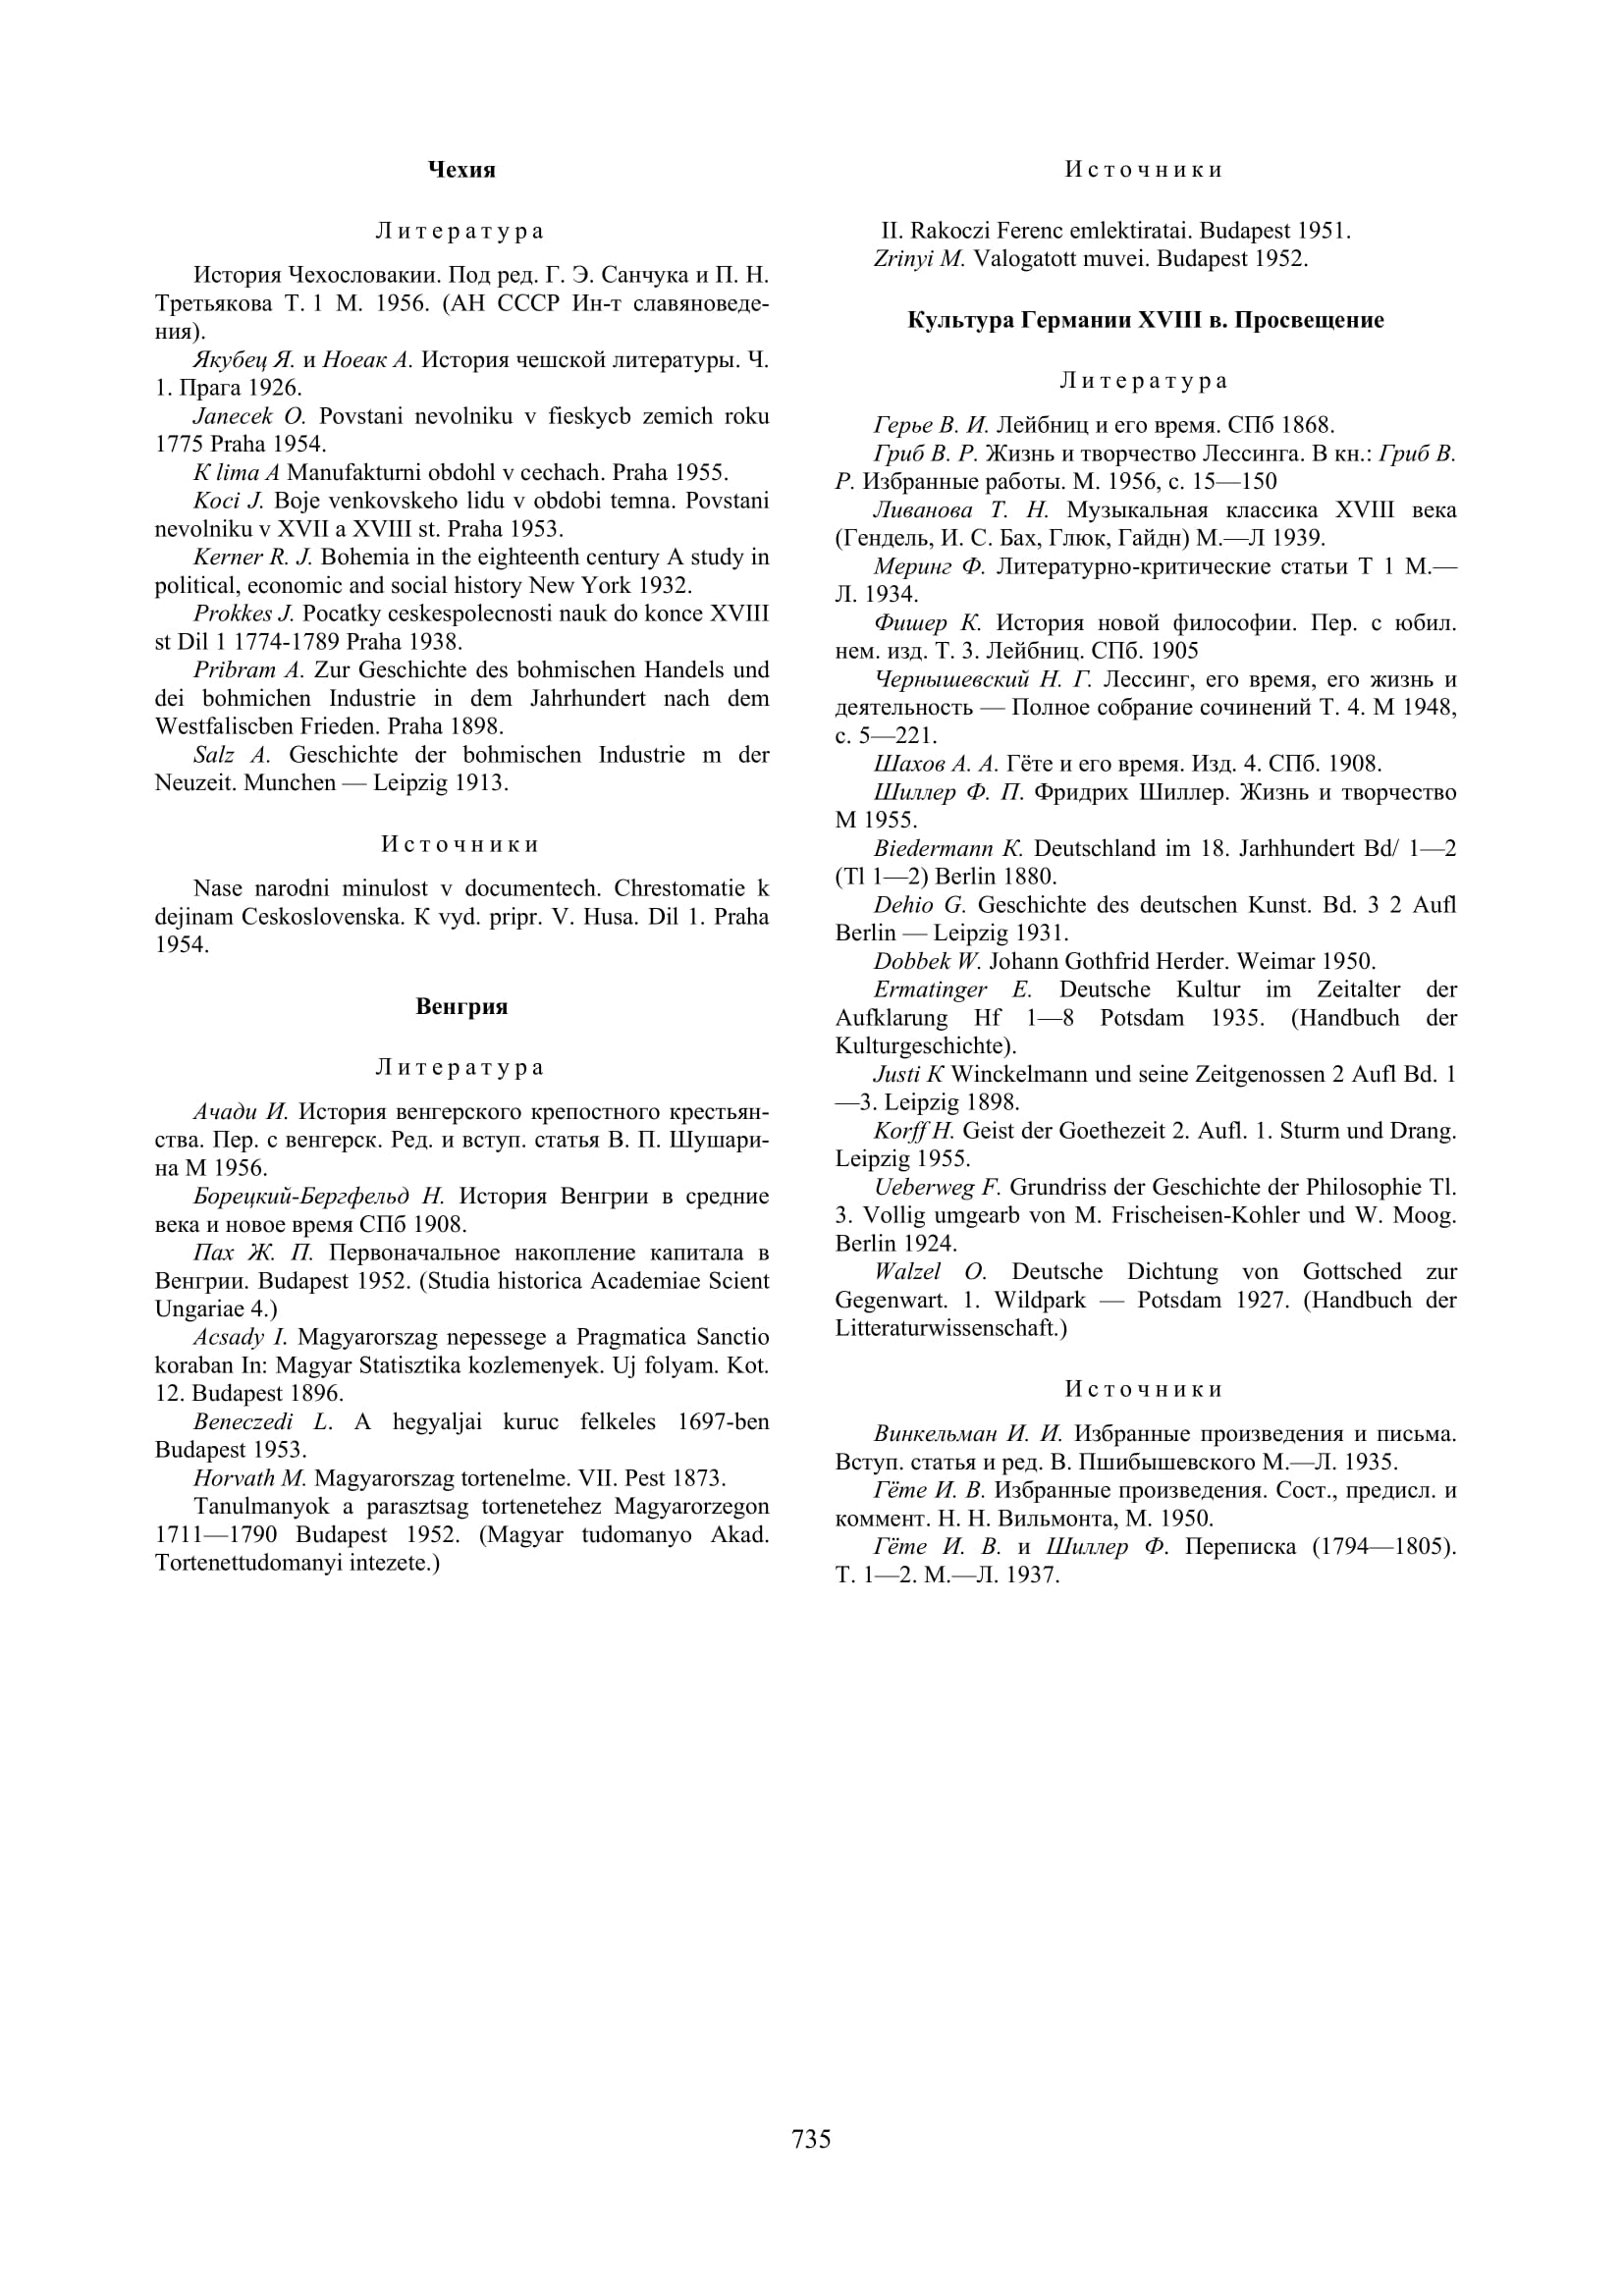 Чехия
Литература
История Чехословакии. Под ред. Г. Э. Санчука и П. Н.
Третьякова Т. 1 М. 1956. (АН СССР Ин-т славяноведе-
ния).
Якубец Я. и Ноеак А. История чешской литературы. Ч.
1. Прага 1926.
Janecek O. Povstani nevolniku v fieskycb zemich roku
1775 Praha 1954.
K lima A Manufakturni obdohl v cechach. Praha 1955.
Koci J. Boje venkovskeho lidu v obdobi temna. Povstani
nevolniku v XVII a XVIII st. Praha 1953.
Kerner R. J. Bohemia in the eighteenth century A study in
political, economic and social history New York 1932.
Prokkes J. Pocatky ceskespolecnosti nauk do konce XVIII
st Dil 1 1774-1789 Praha 1938.
Pribram A. Zur Geschichte des bohmischen Handels und
dei bohmichen Industrie in dem Jahrhundert nach dem
Westfaliscben Frieden. Praha 1898.
Salz A. Geschichte der bohmischen Industrie m der
Neuzeit. Munchen — Leipzig 1913.
Источники
Nase narodni minulost v documentech. Chrestomatie k
dejinam Ceskoslovenska. K vyd. pripr. V. Husa. Dil 1. Praha
1954.
Венгрия
Литература
Ачади И. История венгерского крепостного крестьян-
ства. Пер. с венгерск. Ред. и вступ. статья В. П. Шушари-
на М 1956.
Борецкий-Бергфельд Н. История Венгрии в средние
века и новое время СПб 1908.
Пах Ж. П. Первоначальное накопление капитала в
Венгрии. Budapest 1952. (Studia historica Academiae Scient
Ungariae 4.)
Acsady I. Magyarorszag nepessege a Pragmatica Sanctio
koraban In: Magyar Statisztika kozlemenyek. Uj folyam. Kot.
12. Budapest 1896.
Beneczedi L. A hegyaljai kuruc felkeles 1697-ben
Budapest 1953.
Horvath M. Magyarorszag tortenelme. VII. Pest 1873.
Tanulmanyok a parasztsag tortenetehez Magyarorzegon
1711—1790 Budapest 1952. (Magyar tudomanyo Akad.
Tortenettudomanyi intezete.)
Источники
II. Rakoczi Ferenc emlektiratai. Budapest 1951.
Zrinyi M. Valogatott muvei. Budapest 1952.
Культура Германии XVIII в. Просвещение
Литература
Герье В. И. Лейбниц и его время. СПб 1868.
Гриб В. Р. Жизнь и творчество Лессинга. В кн.: Гриб В.
Р. Избранные работы. М. 1956, с. 15—150
Ливанова Т. Н. Музыкальная классика XVIII века
(Гендель, И. С. Бах, Глюк, Гайдн) М.—Л 1939.
Меринг Ф. Литературно-критические статьи Т 1 М.—
Л. 1934.
Фишер К. История новой философии. Пер. с юбил.
нем. изд. Т. 3. Лейбниц. СПб. 1905
Чернышевский Н. Г. Лессинг, его время, его жизнь и
деятельность — Полное собрание сочинений Т. 4. М 1948,
с. 5—221.
Шахов А. А. Гёте и его время. Изд. 4. СПб. 1908.
Шиллер Ф. П. Фридрих Шиллер. Жизнь и творчество
М 1955.
Biedermann K. Deutschland im 18. Jarhhundert Bd/ 1—2
(Tl 1—2) Berlin 1880.
Dehio G. Geschichte des deutschen Kunst. Bd. 3 2 Aufl
Berlin — Leipzig 1931.
Dobbek W. Johann Gothfrid Herder. Weimar 1950.
Ermatinger E. Deutsche Kultur im Zeitalter der
Aufklarung Hf 1—8 Potsdam 1935. (Handbuch der
Kulturgeschichte).
Justi K Winckelmann und seine Zeitgenossen 2 Aufl Bd. 1
—3. Leipzig 1898.
Korff H. Geist der Goethezeit 2. Aufl. 1. Sturm und Drang.
Leipzig 1955.
Ueberweg F. Grundriss der Geschichte der Philosophie Tl.
3. Vollig umgearb von M. Frischeisen-Kohler und W. Moog.
Berlin 1924.
Walzel O. Deutsche Dichtung von Gottsched zur
Gegenwart. 1. Wildpark — Potsdam 1927. (Handbuch der
Litteraturwissenschaft.)
Источники
Винкельман И. И. Избранные произведения и письма.
Вступ. статья и ред. В. Пшибышевского М.—Л. 1935.
Гёте И. В. Избранные произведения. Сост., предисл. и
коммент. Н. Н. Вильмонта, М. 1950.
Гёте И. В. и Шиллер Ф. Переписка (1794—1805).
Т. 1—2. М.—Л. 1937.
735